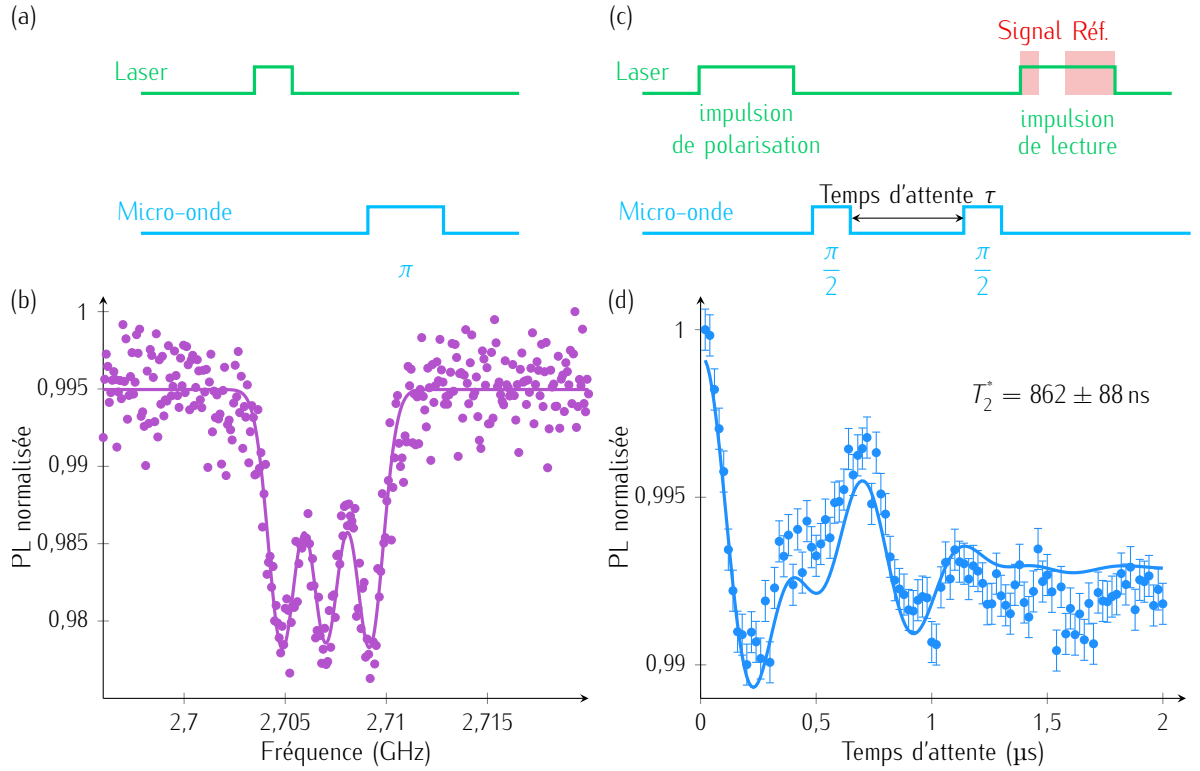 (a)
Laser
Micro-onde
π
(b)
PL normalisée
1
0,995
0,99
0,985
0,98
2,7
2,705
2,71
2,715
Fréquence (GHz)
(c)
Signal Réf.
Laser
impulsion
de polarisation
impulsion
de lecture
Temps d'attente τ
Micro-onde
π
2
π
2
(d)
PL normalisée
1
0,995
0,99
T₂* = 862 ± 88 ns
0
0,5
1
1,5
2
Temps d'attente (µs)